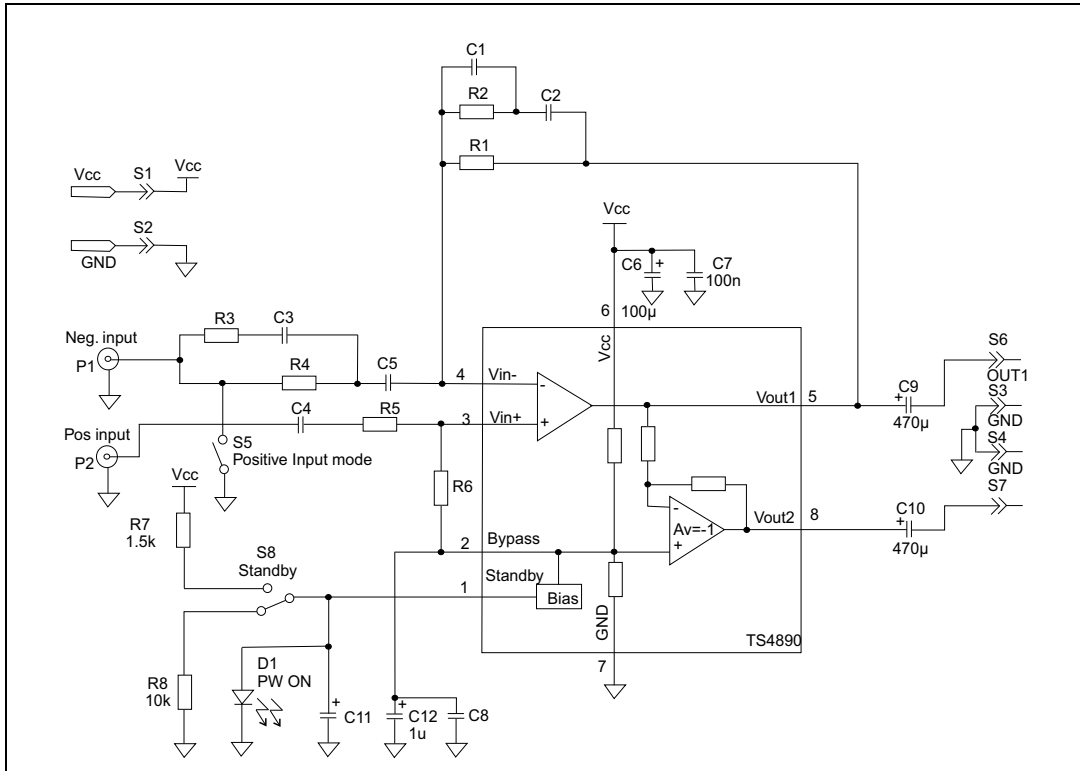 C1
R2
C2
R1
Vcc
S1
Vcc
S2
GND
Vcc
C6
+
C7
100n
100µ
6
Neg. input
P1
R3
C3
R4
C5
4
Vin-
-
Vcc
Vout1
5
C9
+
470µ
S6
OUT1
S3
GND
S4
GND
S7
Pos input
P2
C4
R5
3
Vin+
+
S5
Positive Input mode
R6
Vcc
R7
1.5k
S8
Standby
2
Bypass
1
Standby
Bias
-
Av=-1
+
Vout2
8
C10
+
470µ
GND
TS4890
7
R8
10k
D1
PW ON
+
C11
+
C12
1u
C8